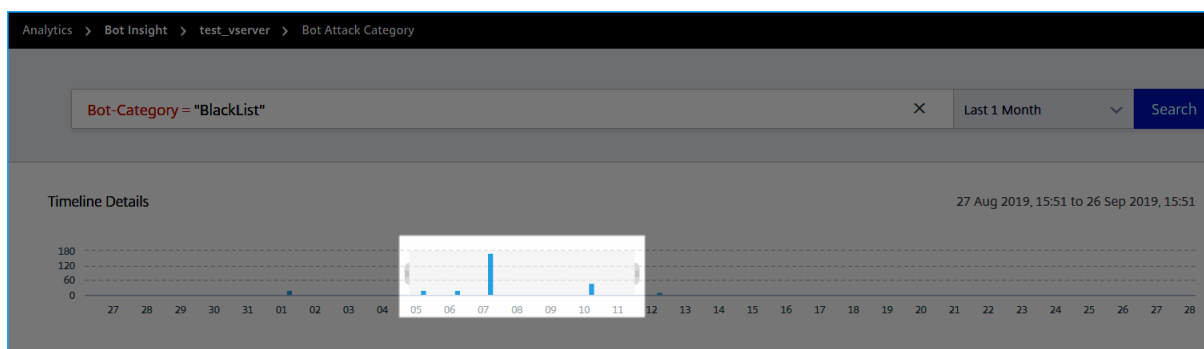 Analytics > Bot Insight > test_vserver > Bot Attack Category
Bot-Category = "BlackList" × Last 1 Month Search
Timeline Details 27 Aug 2019, 15:51 to 26 Sep 2019, 15:51
180
120
60
0
27 28 29 30 31 01 02 03 04 05 06 07 08 09 10 11 12 13 14 15 16 17 18 19 20 21 22 23 24 25 26 27 28